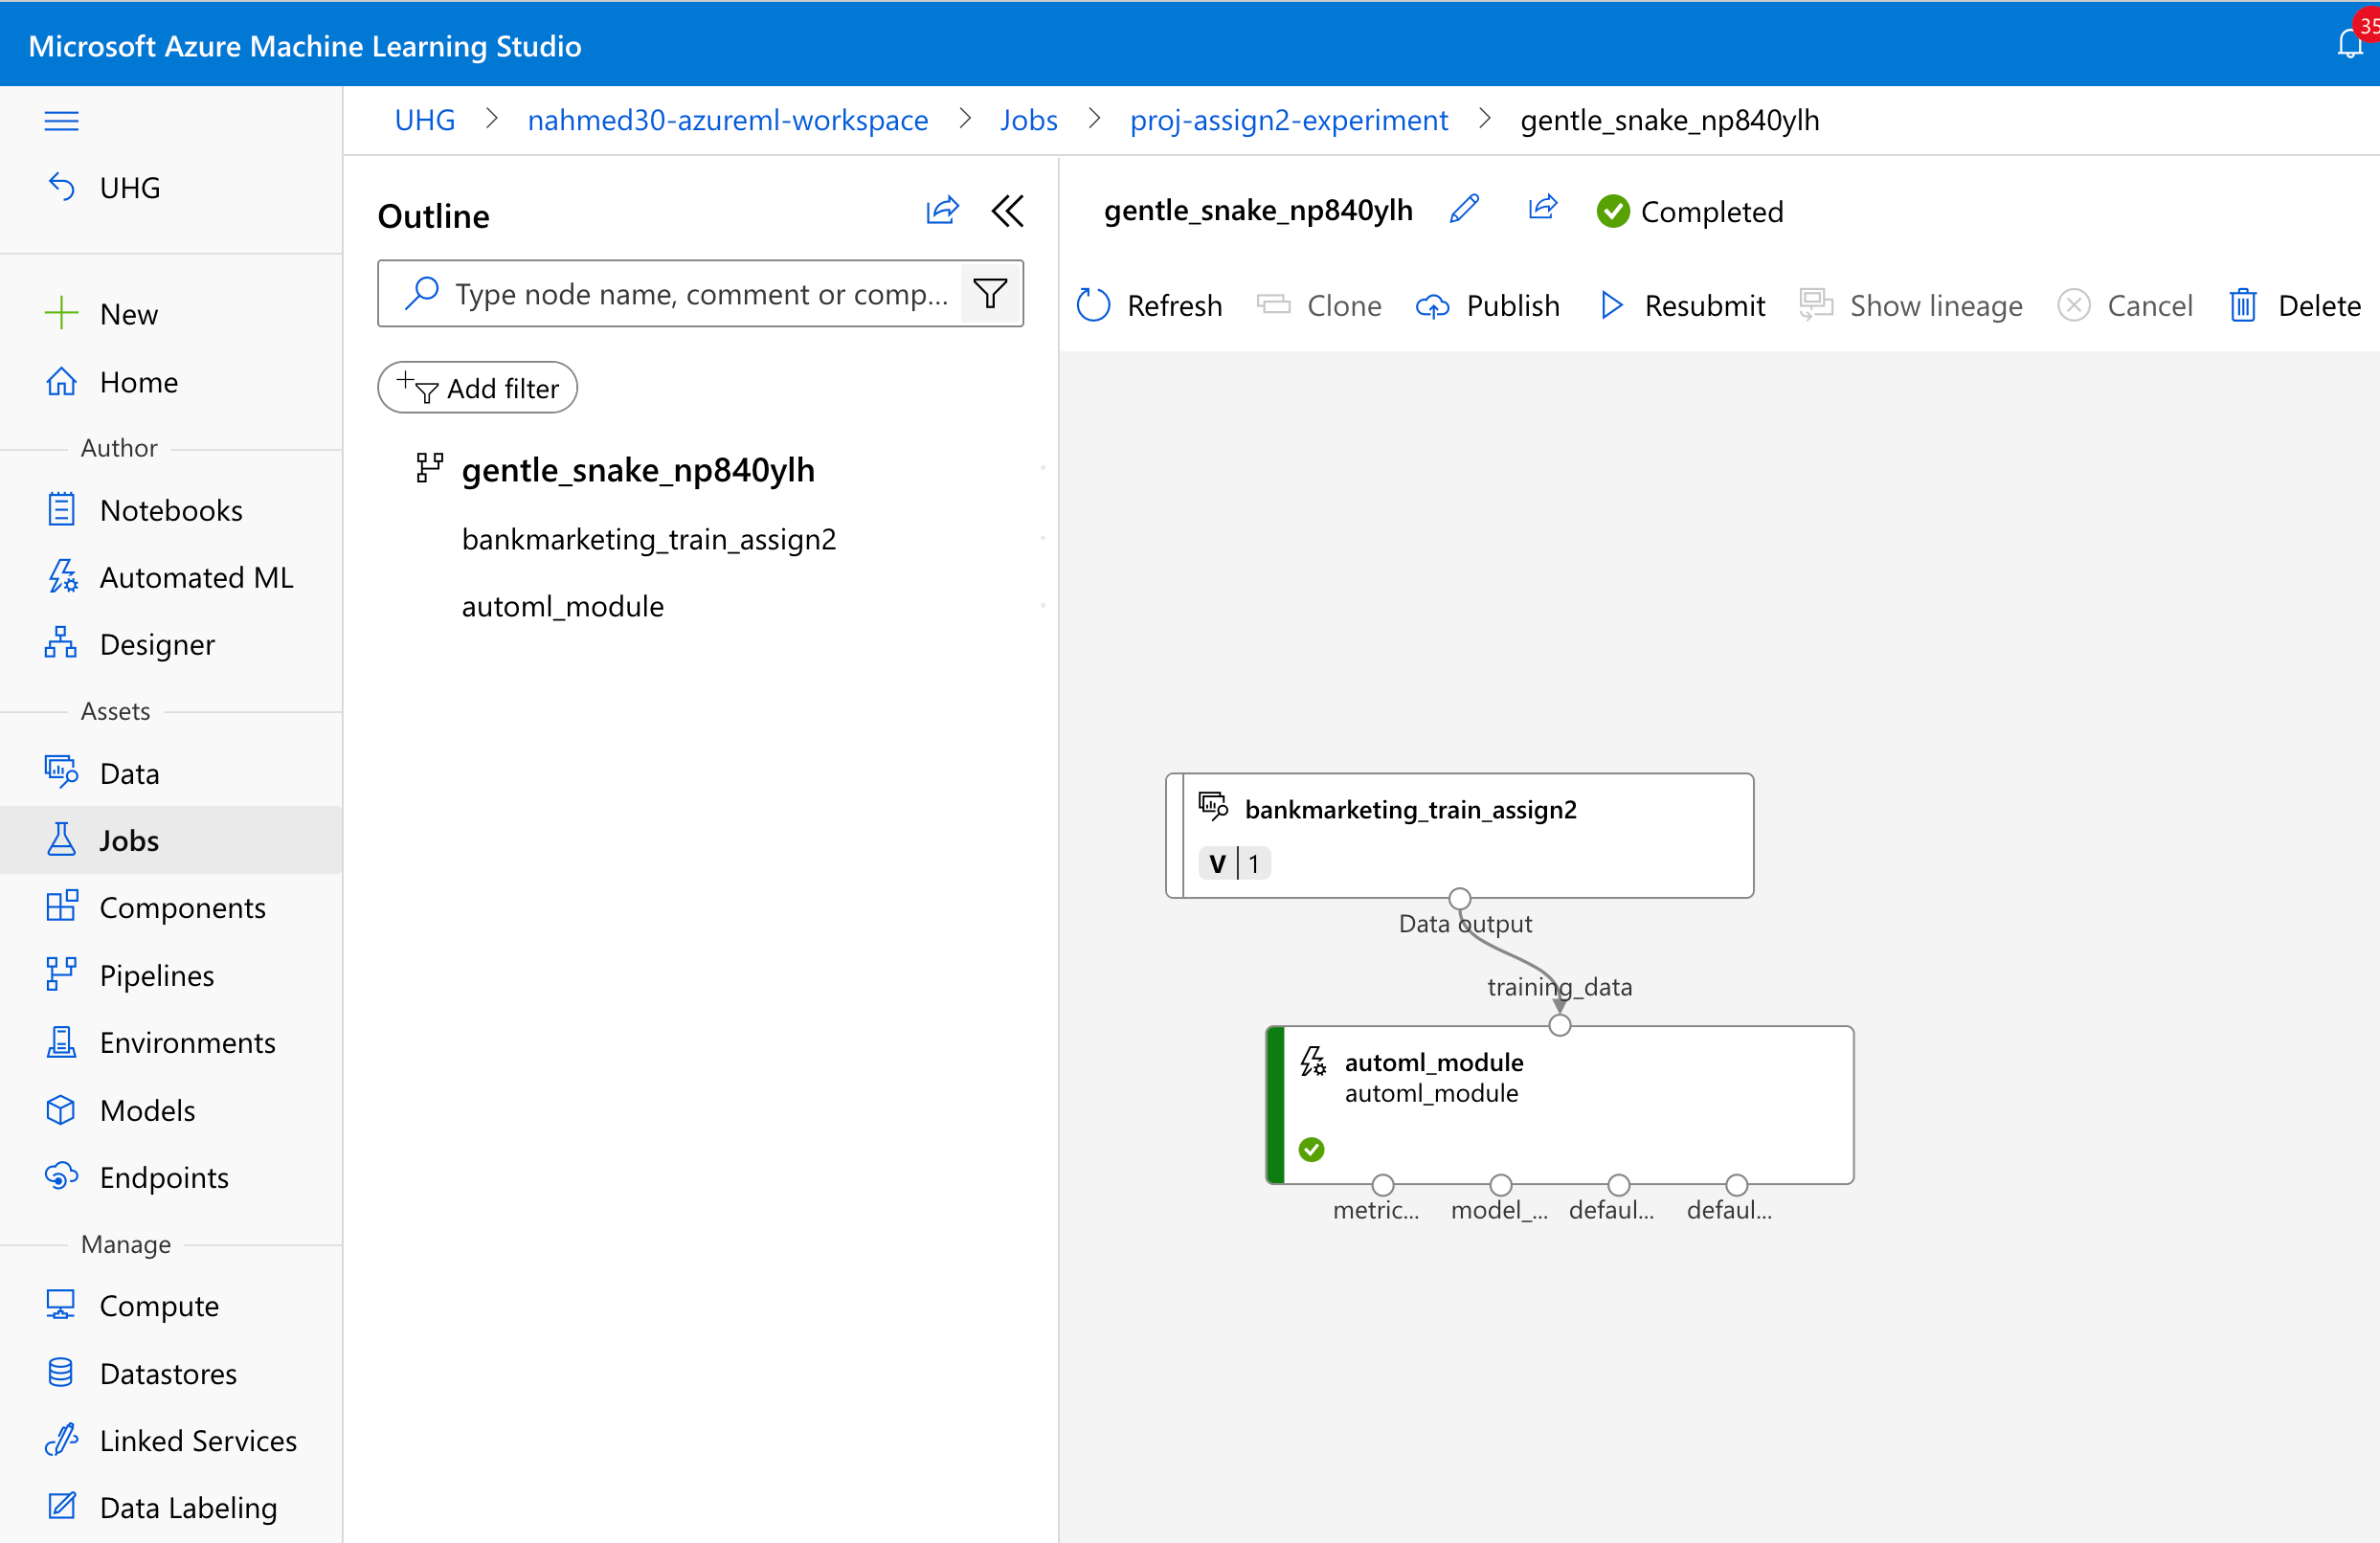 Microsoft Azure Machine Learning Studio
35
UHG > nahmed30-azureml-workspace > Jobs > proj-assign2-experiment > gentle_snake_np840ylh
UHG
New
Home
Author
Notebooks
Automated ML
Designer
Assets
Data
Jobs
Components
Pipelines
Environments
Models
Endpoints
Manage
Compute
Datastores
Linked Services
Data Labeling
Outline
Type node name, comment or comp...
Add filter
gentle_snake_np840ylh
bankmarketing_train_assign2
automl_module
gentle_snake_np840ylh Completed
Refresh Clone Publish Resubmit Show lineage Cancel Delete
bankmarketing_train_assign2
V 1
Data output
training_data
automl_module
automl_module
metric... model_... defaul... defaul...